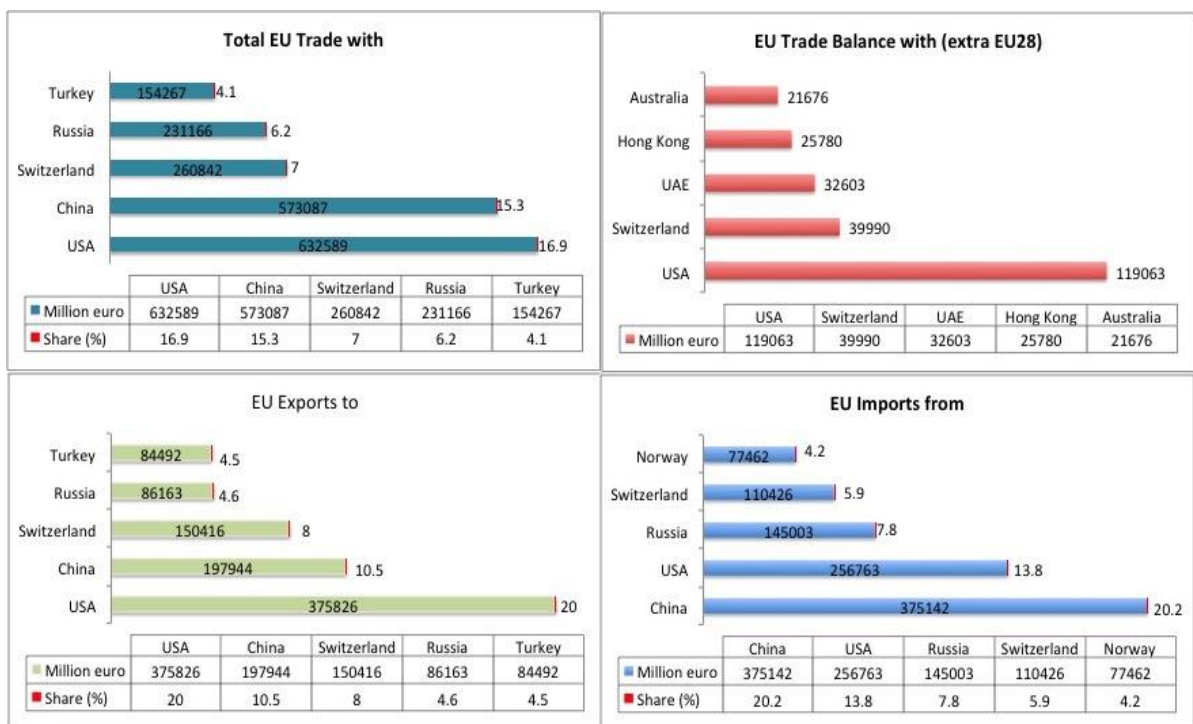 Total EU Trade with
Turkey 154267 4.1
Russia 231166 6.2
Switzerland 260842 7
China 573087 15.3
USA 632589 16.9
USA China Switzerland Russia Turkey
Million euro 632589 573087 260842 231166 154267
Share (%) 16.9 15.3 7 6.2 4.1
EU Trade Balance with (extra EU28)
Australia 21676
Hong Kong 25780
UAE 32603
Switzerland 39990
USA 119063
USA Switzerland UAE Hong Kong Australia
Million euro 119063 39990 32603 25780 21676
EU Exports to
Turkey 84492 4.5
Russia 86163 4.6
Switzerland 150416 8
China 197944 10.5
USA 375826 20
USA China Switzerland Russia Turkey
Million euro 375826 197944 150416 86163 84492
Share (%) 20 10.5 8 4.6 4.5
EU Imports from
Norway 77462 4.2
Switzerland 110426 5.9
Russia 145003 7.8
USA 256763 13.8
China 375142 20.2
China USA Russia Switzerland Norway
Million euro 375142 256763 145003 110426 77462
Share (%) 20.2 13.8 7.8 5.9 4.2